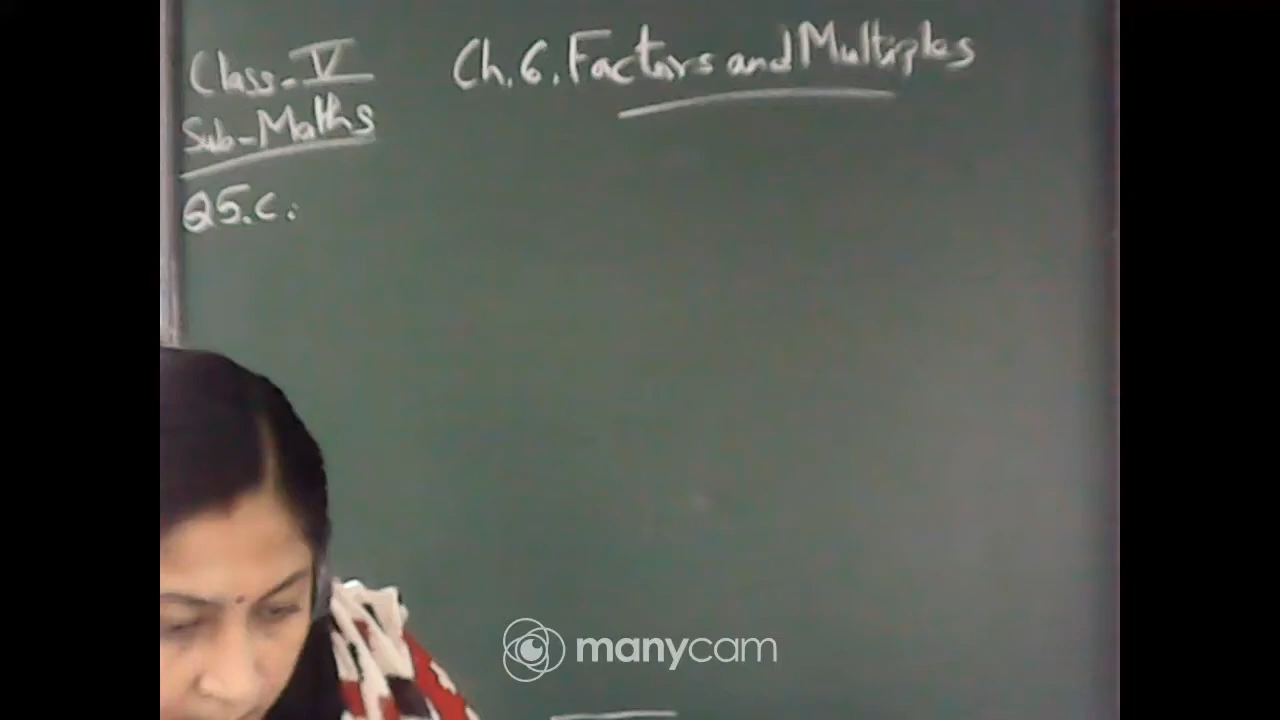 Class-V Ch.6. Factors and Multiples
Sub-Maths
Q5.c:
manycam